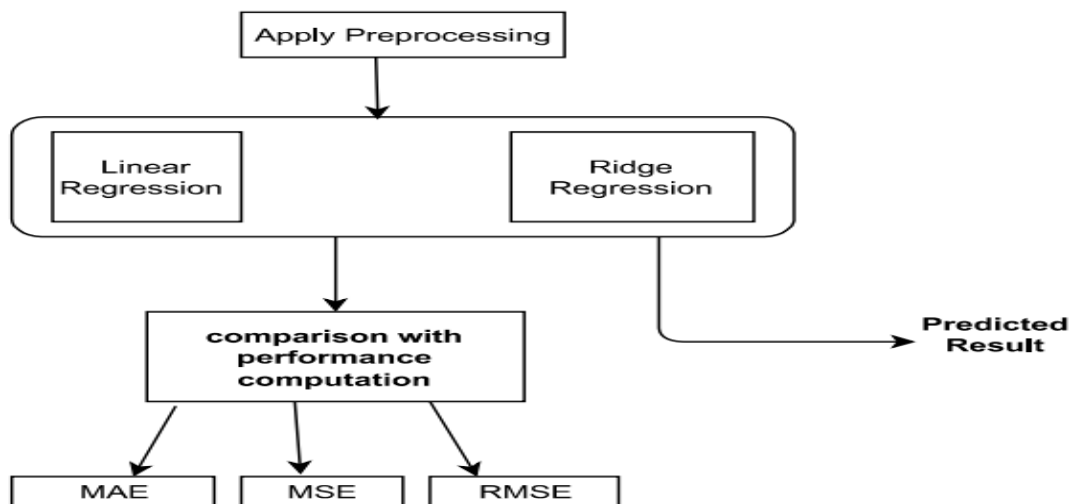 Apply Preprocessing
Linear
Regression
Ridge
Regression
comparison with
performance
computation
Predicted
Result
MAE
MSE
RMSE